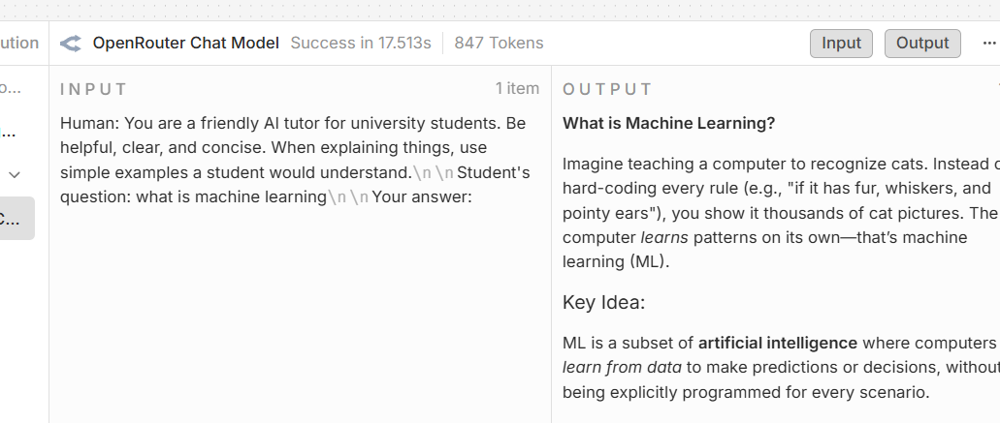 ution
OpenRouter Chat Model Success in 17.513s 847 Tokens
Input
Output
...
o...
...
C...
INPUT
1 item
Human: You are a friendly AI tutor for university students. Be
helpful, clear, and concise. When explaining things, use
simple examples a student would understand.\n \n Student's
question: what is machine learning\n \n Your answer:
OUTPUT
What is Machine Learning?
Imagine teaching a computer to recognize cats. Instead
hard-coding every rule (e.g., "if it has fur, whiskers, and
pointy ears"), you show it thousands of cat pictures. The
computer learns patterns on its own—that's machine
learning (ML).
Key Idea:
ML is a subset of artificial intelligence where computers
learn from data to make predictions or decisions, without
being explicitly programmed for every scenario.